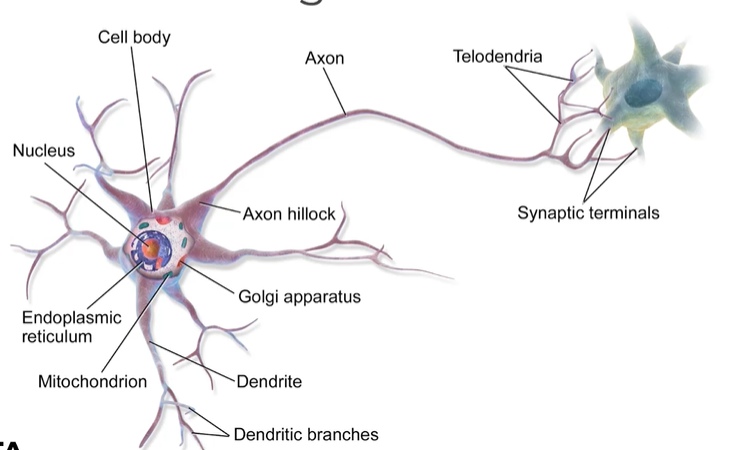 Cell body
Axon
Telodendria
Nucleus
Axon hillock
Synaptic terminals
Golgi apparatus
Endoplasmic
reticulum
Mitochondrion
Dendrite
Dendritic branches